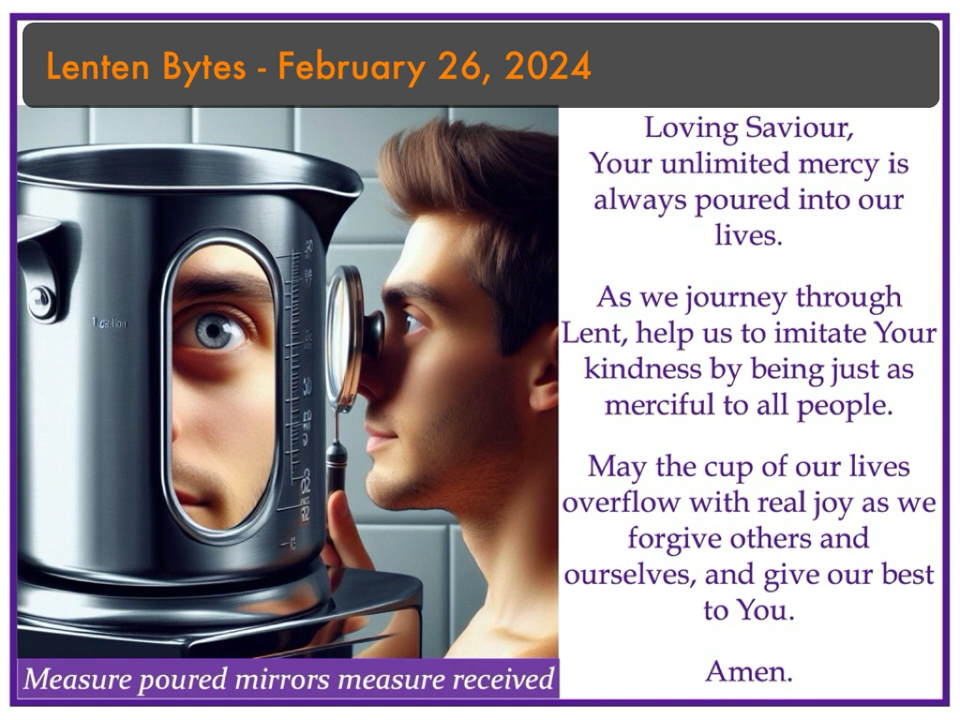 Lenten Bytes - February 26, 2024
Loving Saviour,
Your unlimited mercy is
always poured into our
lives.
As we journey through
Lent, help us to imitate Your
kindness by being just as
merciful to all people.
May the cup of our lives
overflow with real joy as we
forgive others and
ourselves, and give our best
to You.
Amen.
Measure poured mirrors measure received